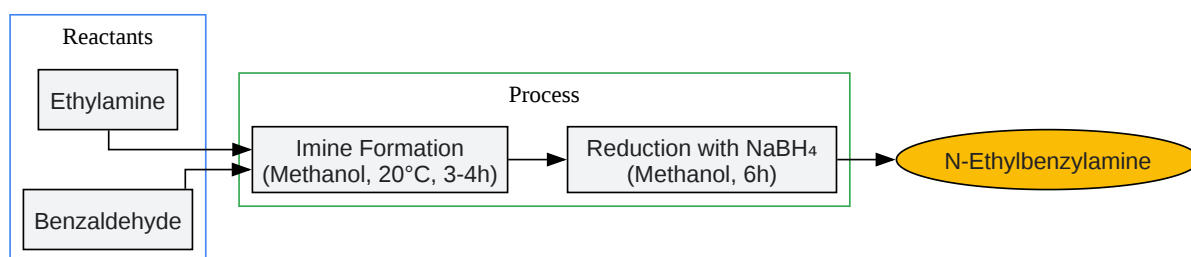 Reactants
Ethylamine
Benzaldehyde
Process
Imine Formation
(Methanol, 20°C, 3-4h)
Reduction with NaBH₄
(Methanol, 6h)
N-Ethylbenzylamine